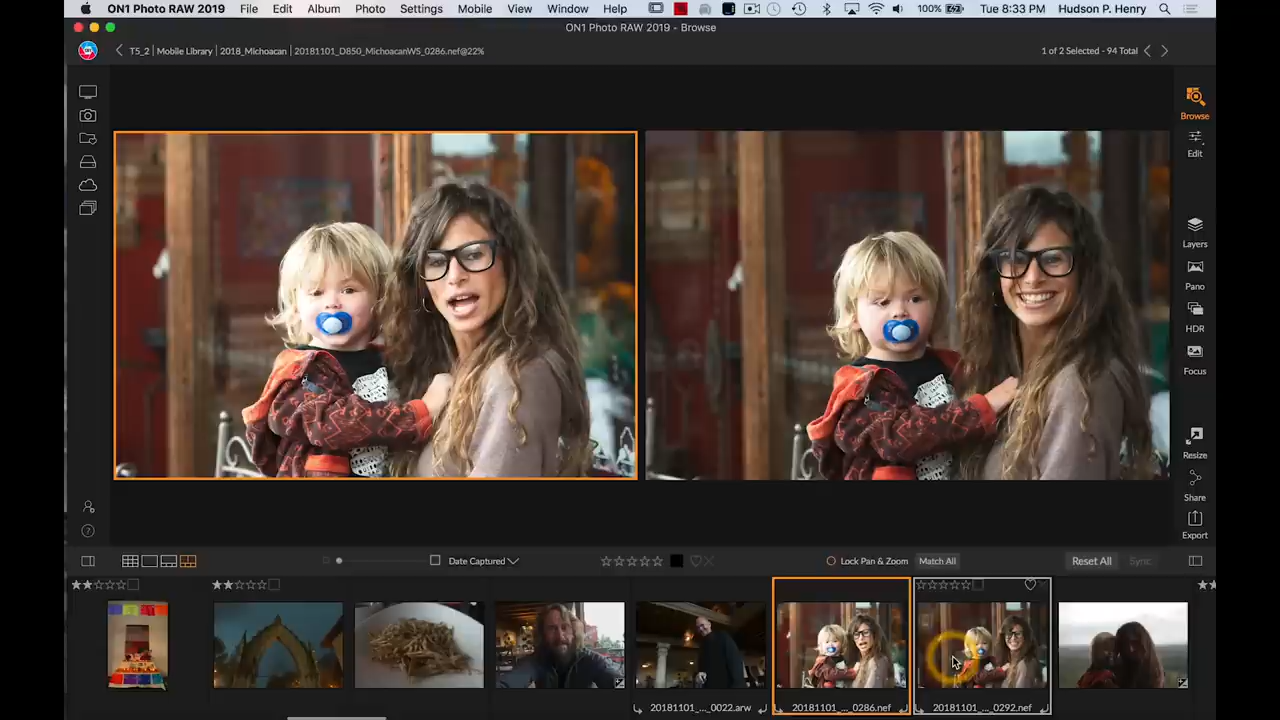 ON1 Photo RAW 2019 File Edit Album Photo Settings Mobile View Window Help 100% Tue 8:33 PM Hudson P. Henry
ON1 Photo RAW 2019 - Browse
T5_2 Mobile Library 2018_Michoacan 20181101_D850_MichoacanWS_0286.nef@22% 1 of 2 Selected - 94 Total
Browse
Edit
Layers
Pano
HDR
Focus
Resize
Share
Export
Date Captured Lock Pan & Zoom Match All Reset All Sync
20181101_..._0022.arw 20181101_..._0286.nef 20181101_..._0292.nef